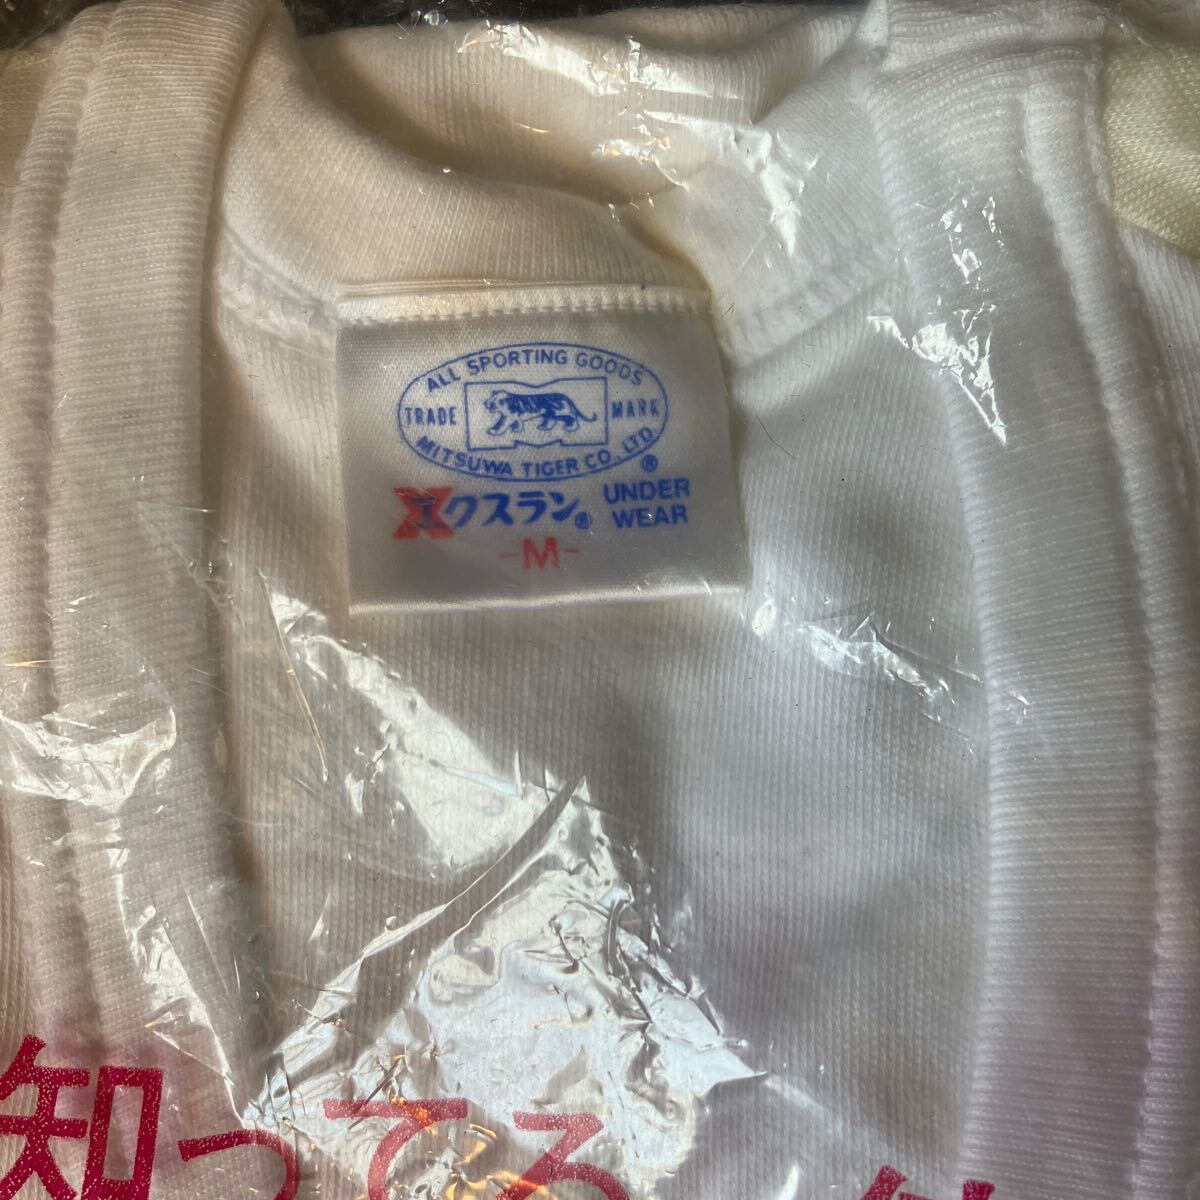 ALL SPORTING GOODS
TRADE MARK
MITSUWA TIGER CO., LTD.
®
エクスラン® UNDER WEAR
-M-
知ってる